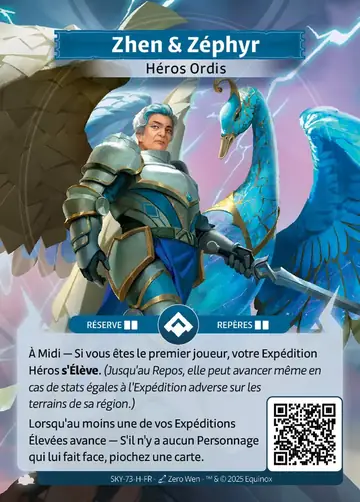 Zhen & Zéphyr
Héros Ordis
RÉSERVE
REPÈRES
À Midi — Si vous êtes le premier joueur, votre Expédition
Héros s'Élève. (Jusqu'au Repos, elle peut avancer même en
cas de stats égales à l'Expédition adverse sur les
terrains de sa région.)
Lorsqu'au moins une de vos Expéditions
Élevées avance — S'il n'y a aucun Personnage
qui lui fait face, piochez une carte.
SKY-73-H-FR - Zero Wen - ™ & © 2025 Equinox